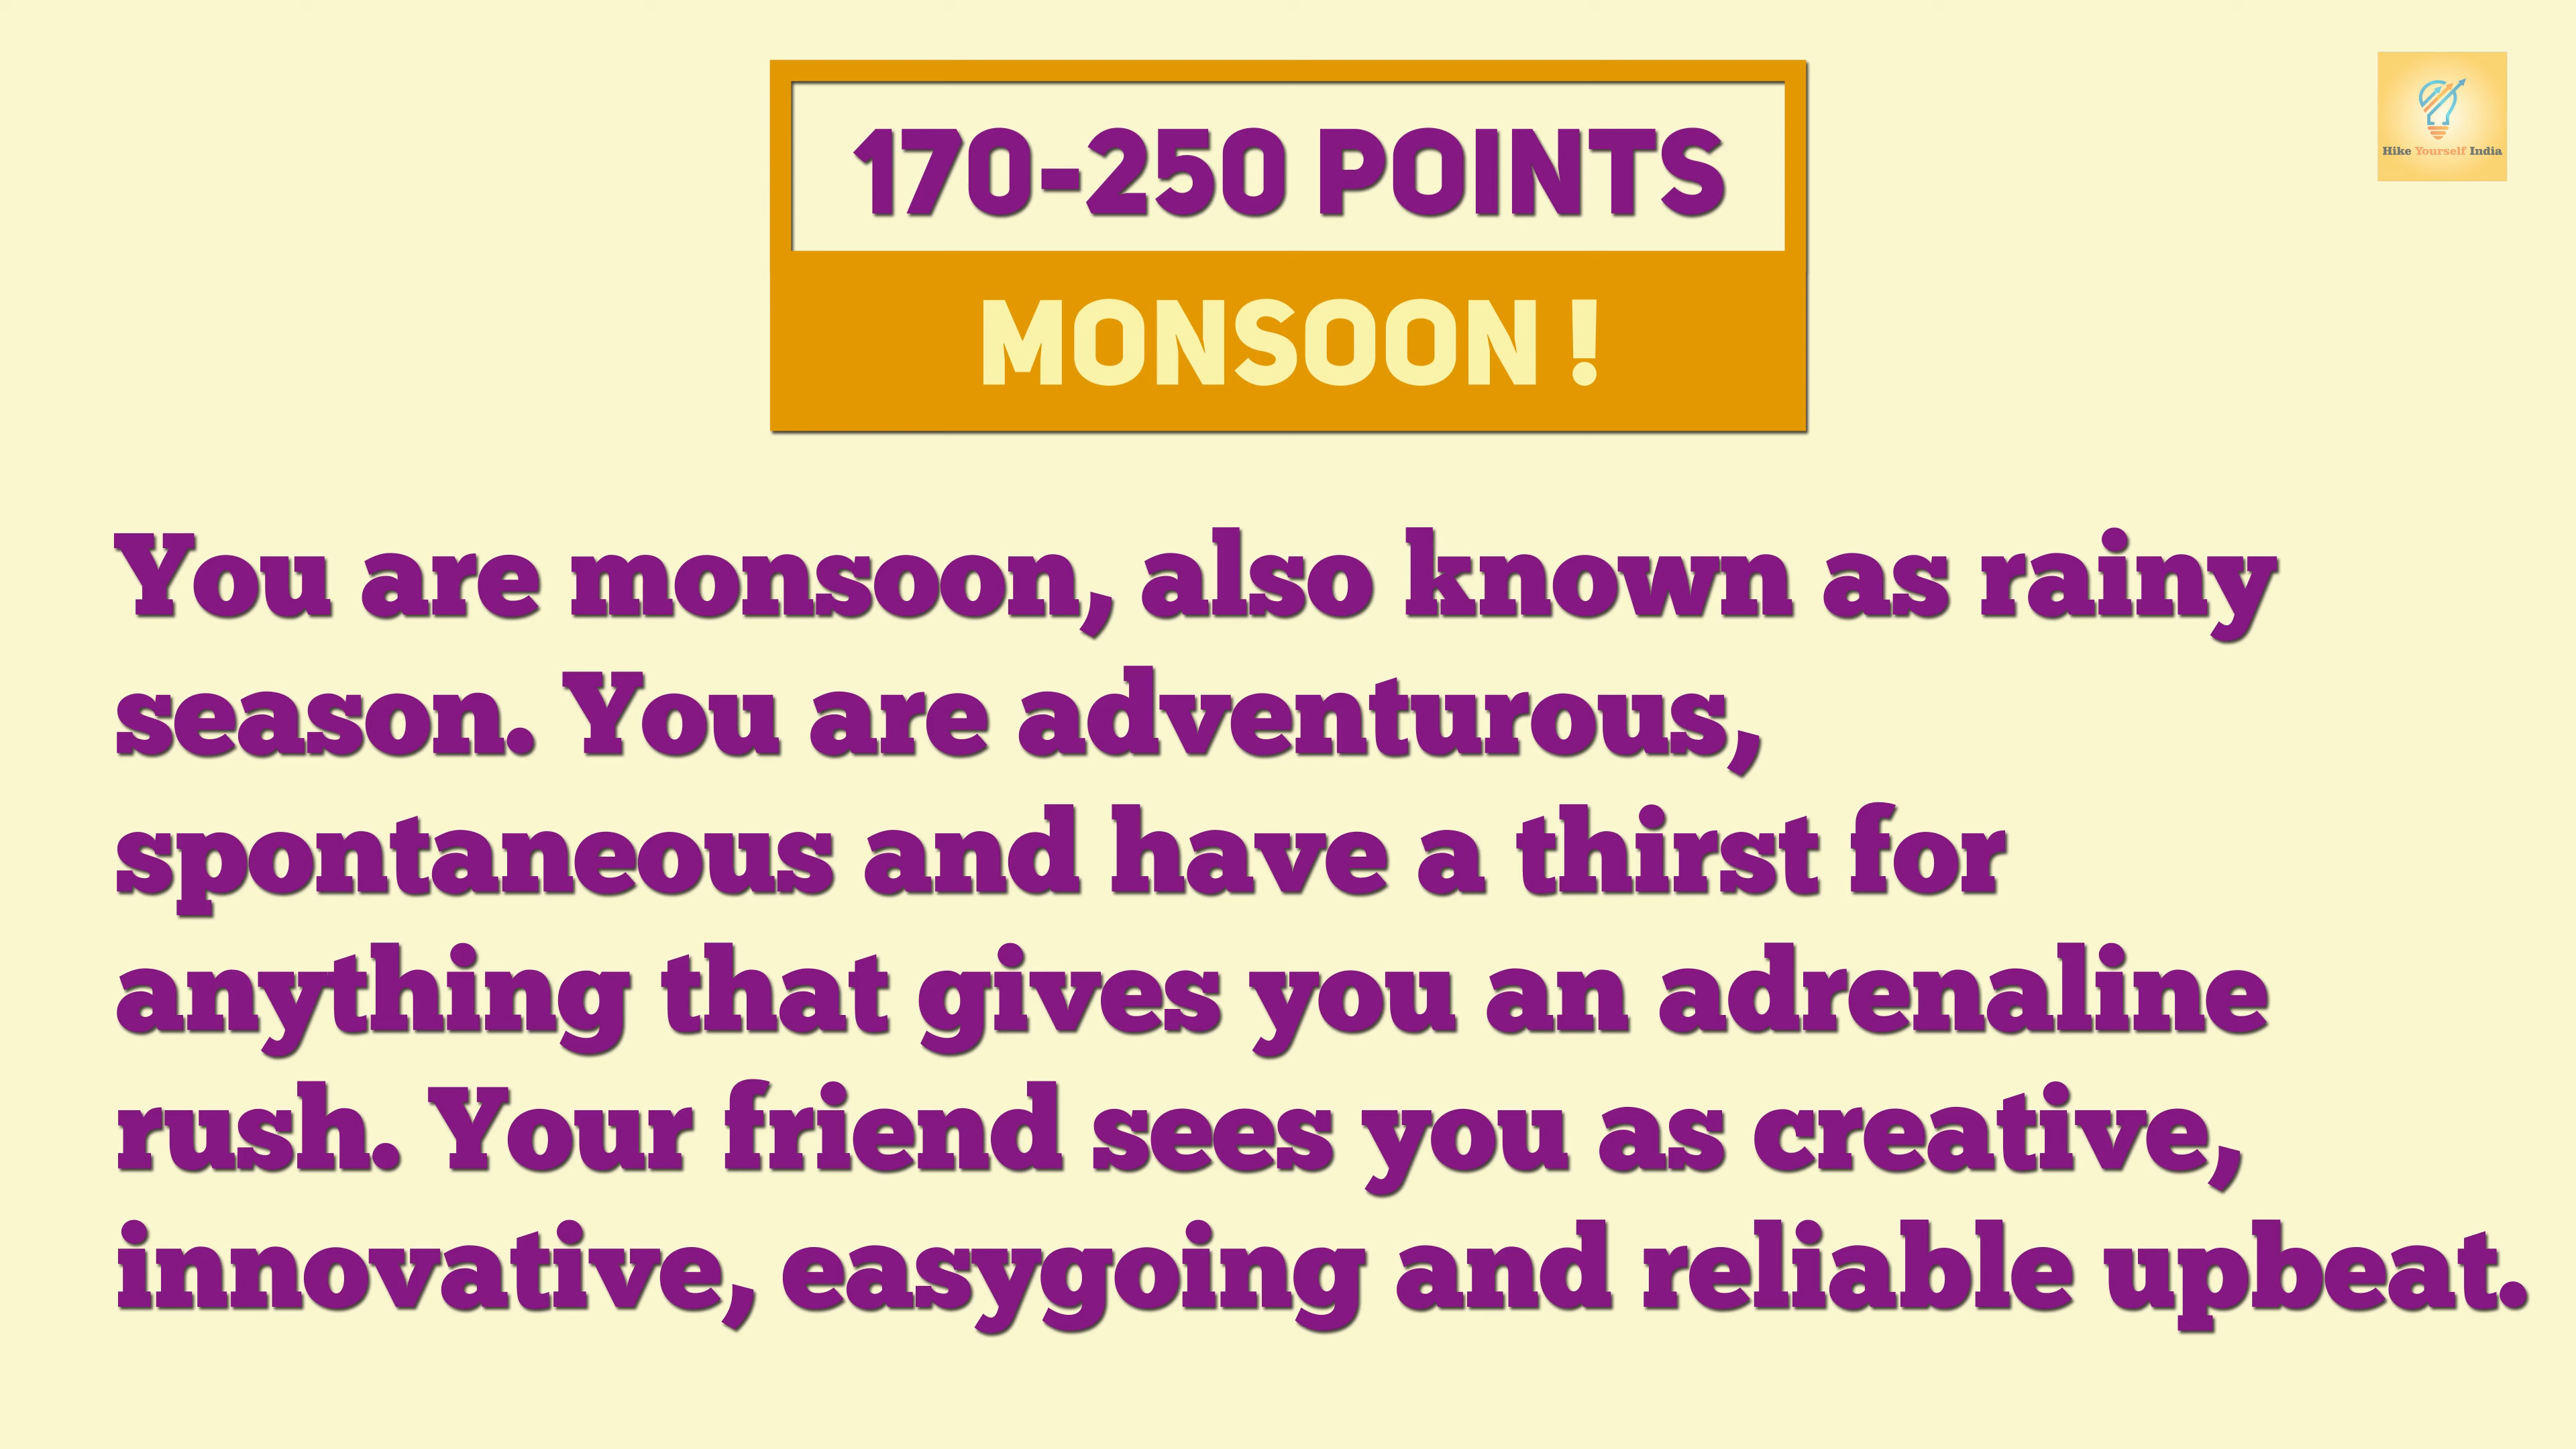 170-250 POINTS
Hike Yourself India
MONSOON !
You are monsoon, also known as rainy
season. You are adventurous,
spontaneous and have a thirst for
anything that gives you an adrenaline
rush. Your friend sees you as creative,
innovative, easygoing and reliable upbeat.